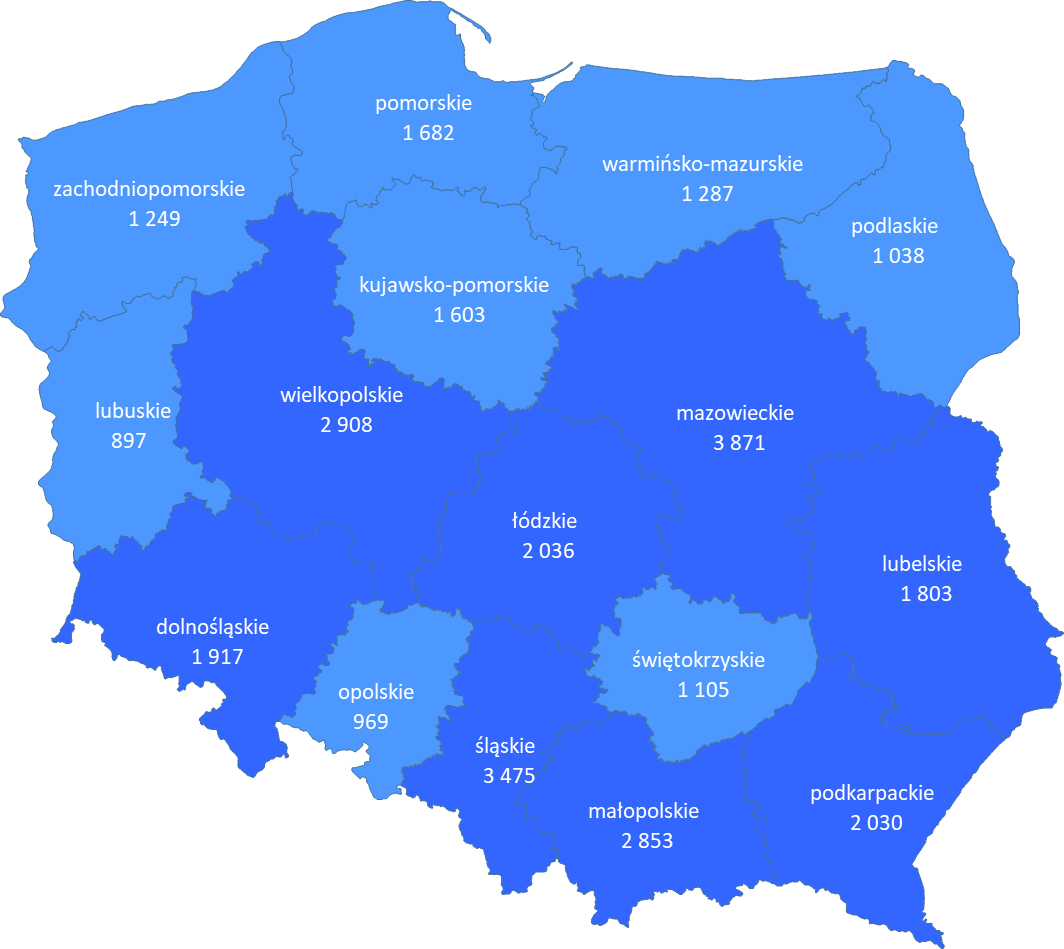 pomorskie
1 682
warmińsko-mazurskie
1 287
zachodniopomorskie
1 249
podlaskie
1 038
kujawsko-pomorskie
1 603
wielkopolskie
2 908
lubuskie
897
mazowieckie
3 871
łódzkie
2 036
lubelskie
1 803
dolnośląskie
1 917
świętokrzyskie
1 105
opolskie
969
śląskie
3 475
podkarpackie
2 030
małopolskie
2 853